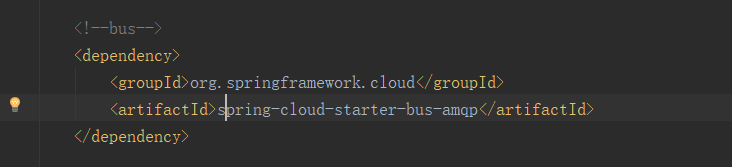 <!--bus-->
<dependency>
<groupId>org.springframework.cloud</groupId>
<artifactId>spring-cloud-starter-bus-amqp</artifactId>
</dependency>